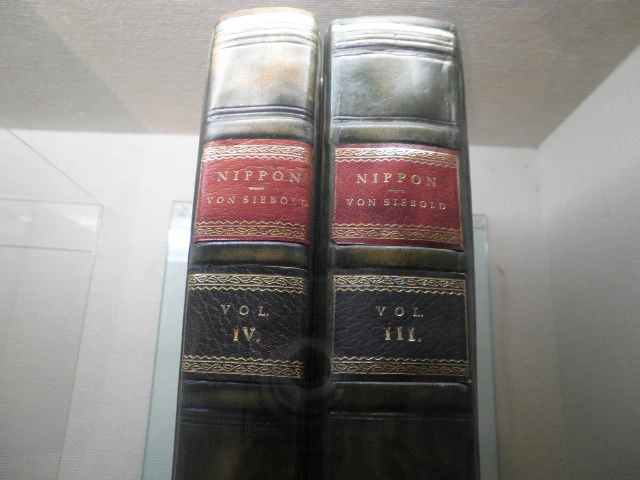 NIPPON
VON SIEBOLD
VOL.
IV.
NIPPON
VON SIEBOLD
VOL.
III.